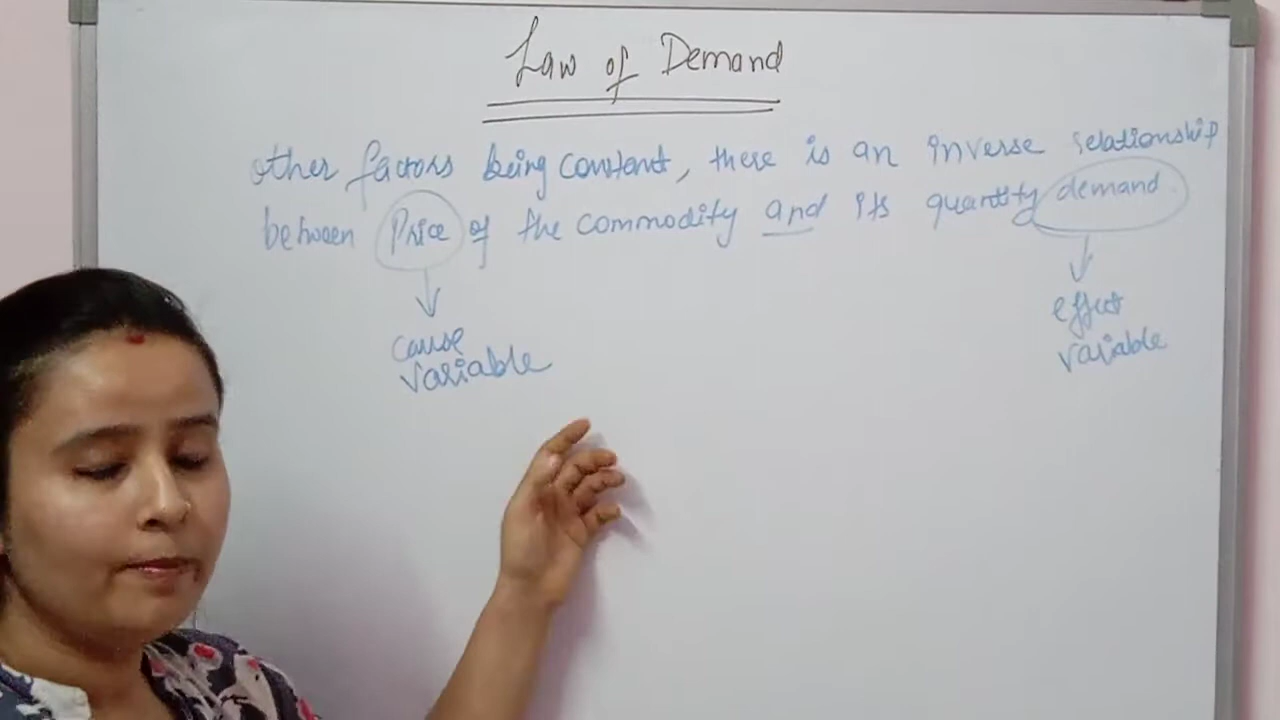 Law of Demand
other factors being constant, there is an inverse relationship
between Price of the commodity and its quantity demand
cause
variable
effect
variable